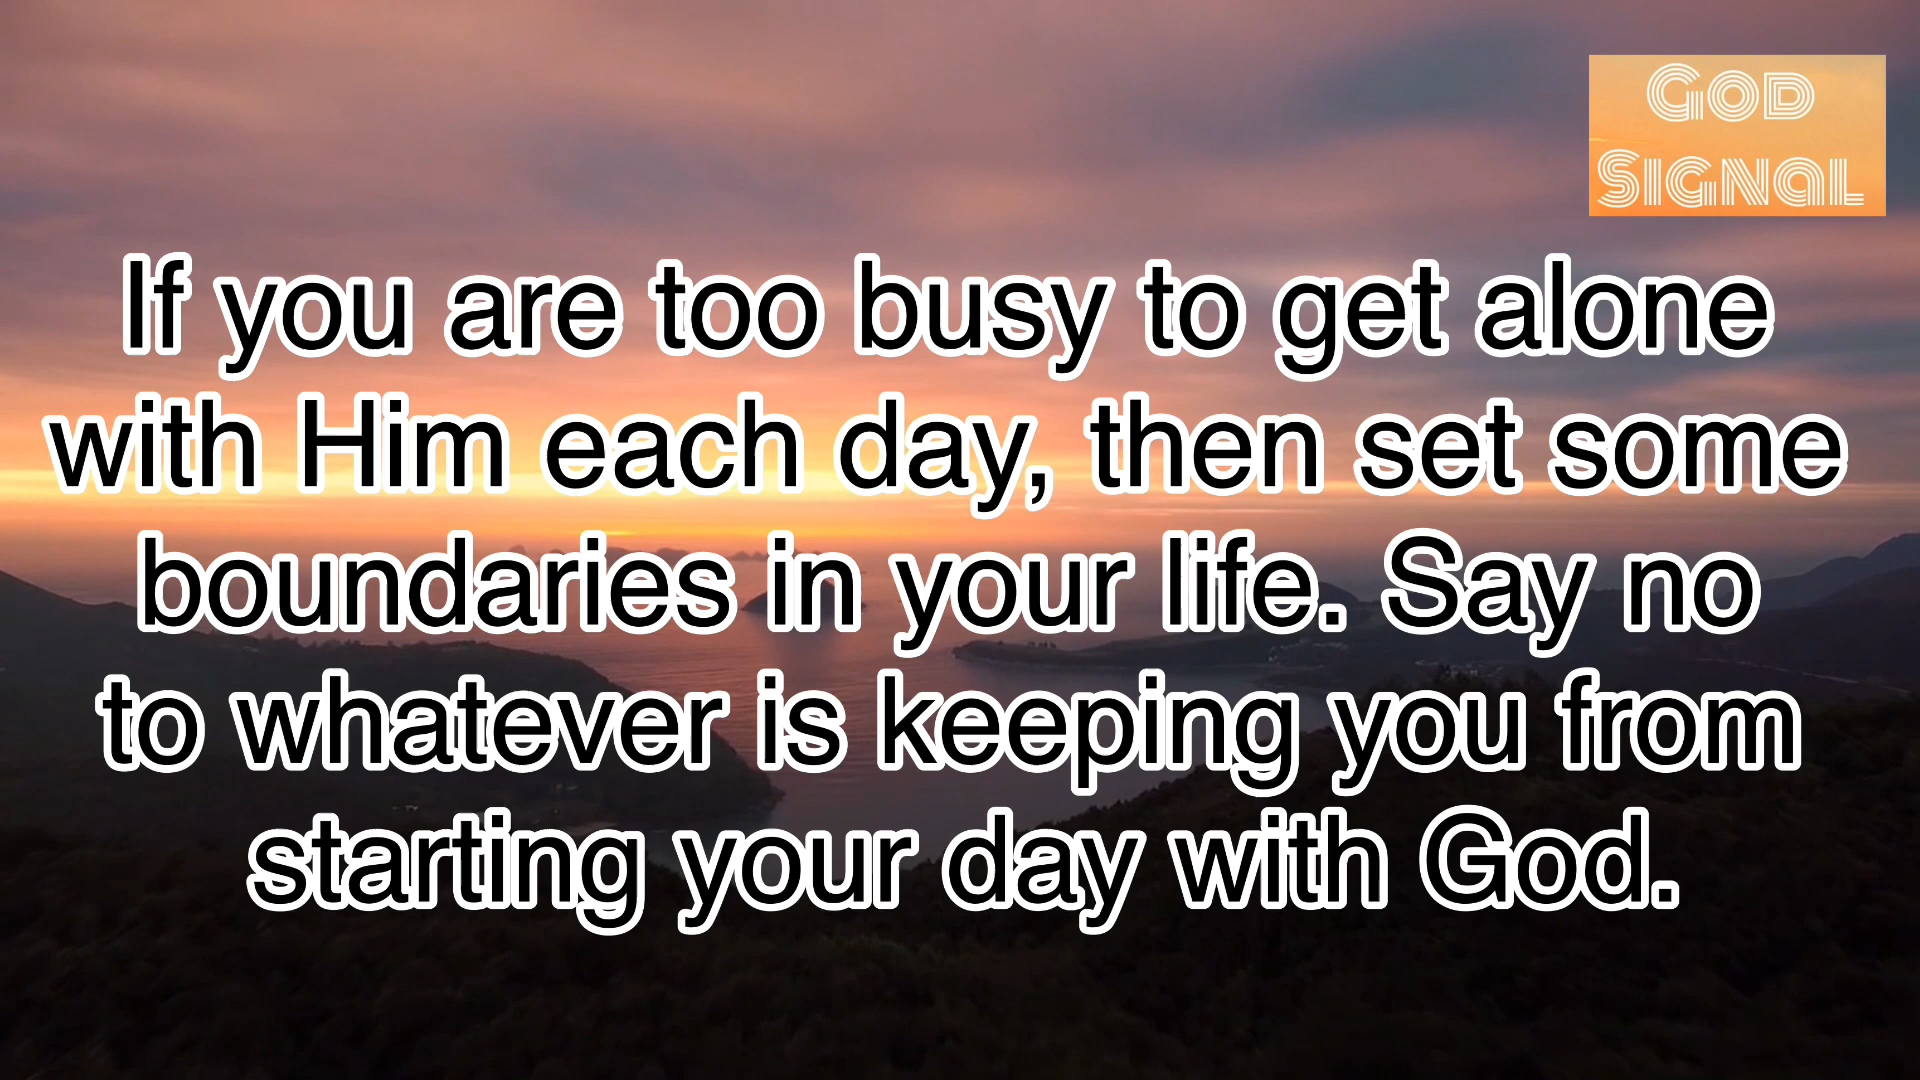 God
Signal
If you are too busy to get alone
with Him each day, then set some
boundaries in your life. Say no
to whatever is keeping you from
starting your day with God.